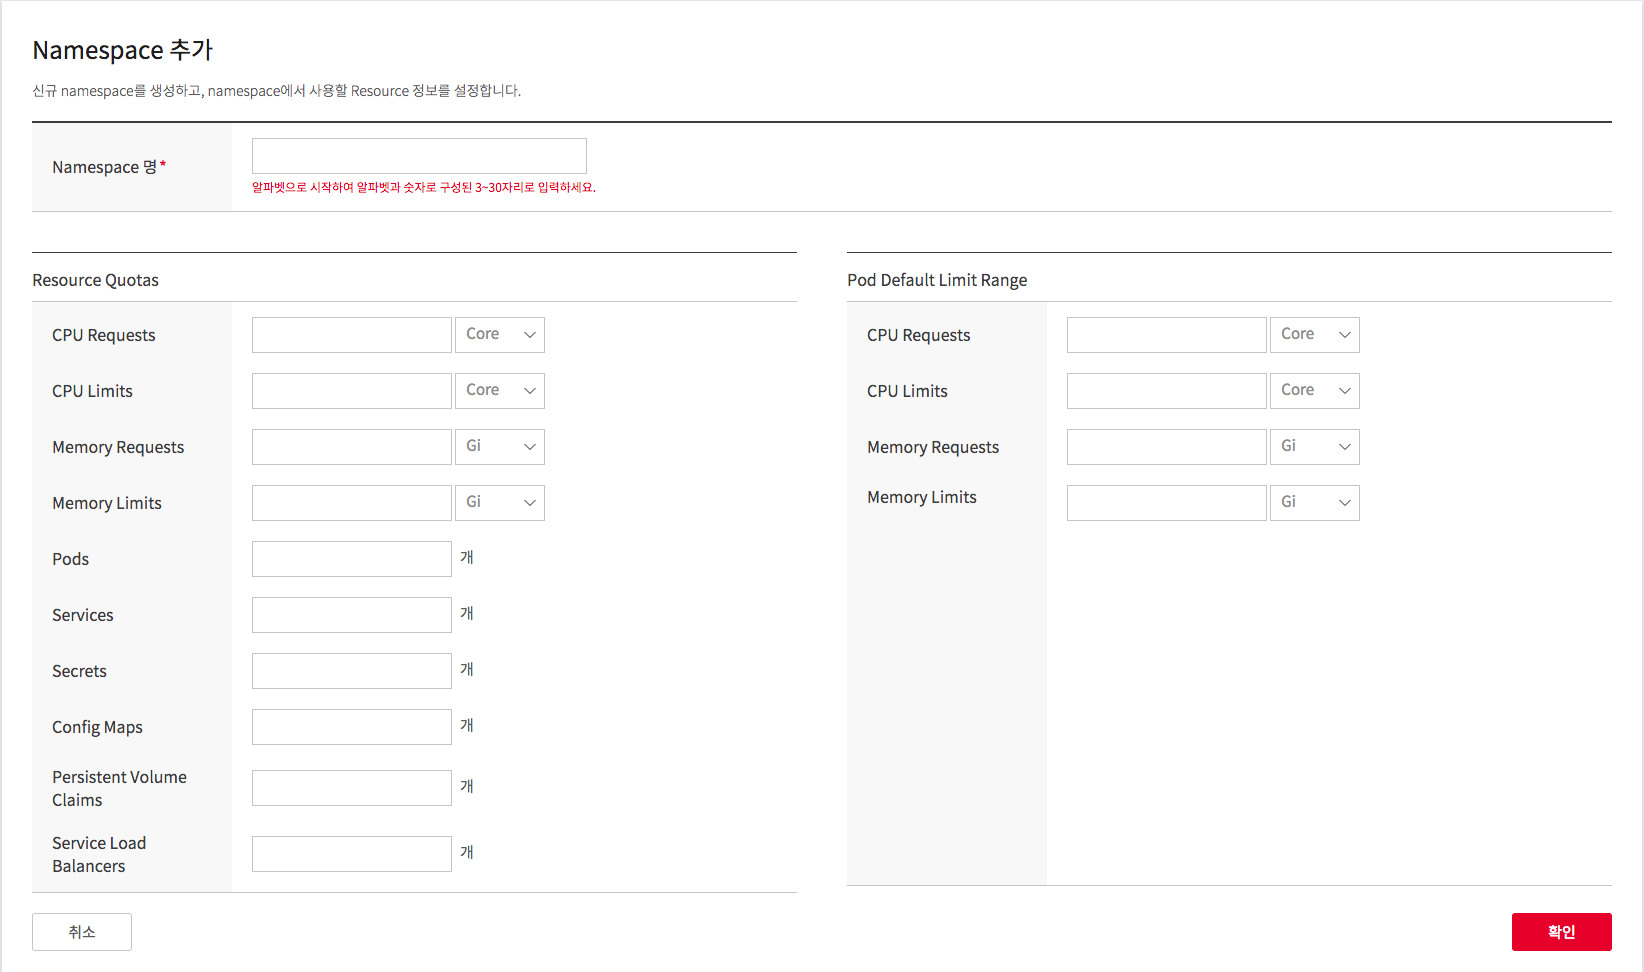 Namespace 추가
신규 namespace를 생성하고, namespace에서 사용할 Resource 정보를 설정합니다.
Namespace 명*
알파벳으로 시작하여 알파벳과 숫자로 구성된 3~30자리로 입력하세요.
Resource Quotas
CPU Requests
Core
CPU Limits
Core
Memory Requests
Gi
Memory Limits
Gi
Pods
개
Services
개
Secrets
개
Config Maps
개
Persistent Volume
Claims
개
Service Load
Balancers
개
Pod Default Limit Range
CPU Requests
Core
CPU Limits
Core
Memory Requests
Gi
Memory Limits
Gi
취소
확인